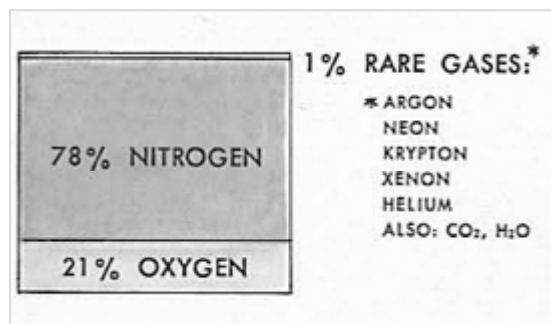 1% RARE GASES:*
* ARGON
NEON
KRYPTON
XENON
HELIUM
ALSO: CO₂, H₂O
78% NITROGEN
21% OXYGEN